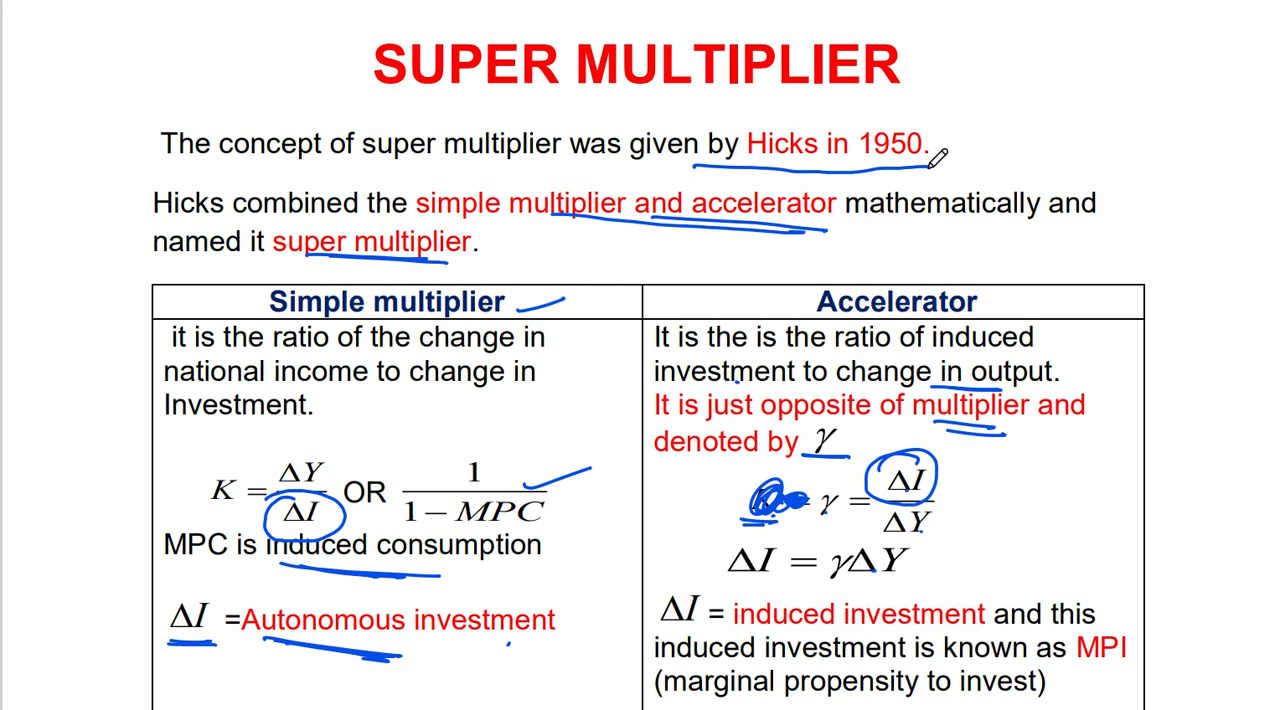 SUPER MULTIPLIER
The concept of super multiplier was given by Hicks in 1950.
Hicks combined the simple multiplier and accelerator mathematically and
named it super multiplier.
Simple multiplier
it is the ratio of the change in
national income to change in
Investment.
K = ΔY/ΔI OR 1/(1 − MPC)
MPC is induced consumption
ΔI =Autonomous investment
Accelerator
It is the is the ratio of induced
investment to change in output.
It is just opposite of multiplier and
denoted by γ
= γ = ΔI/ΔY
ΔI = γΔY
ΔI = induced investment and this
induced investment is known as MPI
(marginal propensity to invest)